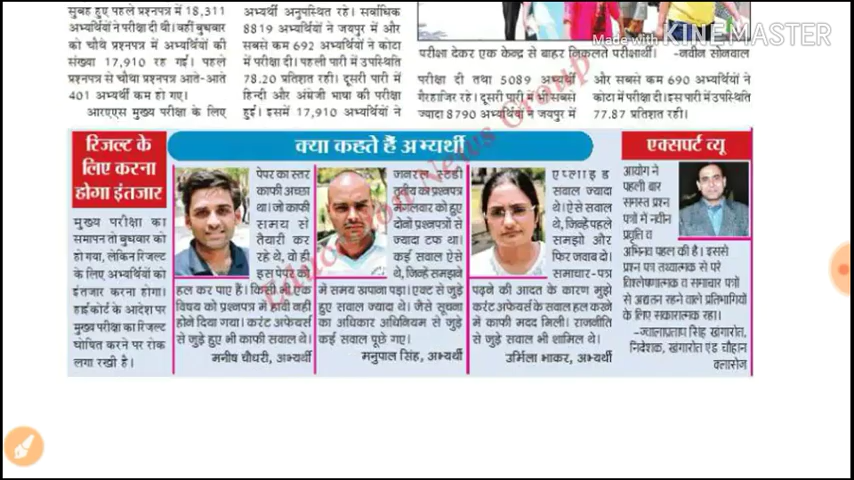 सुबह हुए पहले प्रश्नपत्र में 18,311
अभ्यर्थियों ने परीक्षा दी थी। वहीं बुधवार
को चौथे प्रश्नपत्र में अभ्यर्थियों की
संख्या 17,910 रह गई। पहले
प्रश्नपत्र से चौथा प्रश्नपत्र आते-आते
401 अभ्यर्थी कम हो गए।
आरएएस मुख्य परीक्षा के लिए
अभ्यर्थी अनुपस्थित रहे। सर्वाधिक
8819 अभ्यर्थियों ने जयपुर में और
सबसे कम 692 अभ्यर्थियों ने कोटा
में परीक्षा दी। पहली पारी में उपस्थिति
78.20 प्रतिशत रही। दूसरी पारी में
हिन्दी और अंग्रेजी भाषा की परीक्षा
हुई। इसमें 17,910 अभ्यर्थियों ने
Made with KINEMASTER
परीक्षा देकर एक केन्द्र से बाहर निकलते परीक्षार्थी। -नवीन सोनवाल
परीक्षा दी तथा 5089 अभ्यर्थी
गैरहाजिर रहे। दूसरी पारी में भी सबसे
ज्यादा 8790 अभ्यर्थियों ने जयपुर में
और सबसे कम 690 अभ्यर्थियों ने
कोटा में परीक्षा दी। इस पारी में उपस्थिति
77.87 प्रतिशत रही।
रिजल्ट के
लिए करना
होगा इंतजार
मुख्य परीक्षा का
समापन तो बुधवार को
हो गया, लेकिन रिजल्ट
के लिए अभ्यर्थियों को
इंतजार करना होगा।
हाईकोर्ट के आदेश पर
मुख्य परीक्षा का रिजल्ट
घोषित करने पर रोक
लगा रखी है।
क्या कहते हैं अभ्यर्थी
पेपर का स्तर
काफी अच्छा
था। जो काफी
समय से
तैयारी कर
रहे थे, वो ही
इस पेपर को
हल कर पाए हैं। किसी भी एक
विषय को प्रश्नपत्र में हावी नहीं
होने दिया गया। करंट अफेयर्स
से जुड़े हुए भी काफी सवाल थे।
मनीष चौधरी, अभ्यर्थी
जनरल स्टडी
तृतीय का प्रश्नपत्र
मंगलवार को हुए
दोनों प्रश्नपत्रों से
ज्यादा टफ था।
कई सवाल ऐसे
थे, जिन्हें समझने
में समय खपाना पड़ा। एक्ट से जुड़े
हुए सवाल ज्यादा थे। जैसे सूचना
का अधिकार अधिनियम से जुड़े
कई सवाल पूछे गए।
मनुपाल सिंह, अभ्यर्थी
एप्लाइड
सवाल ज्यादा
थे। ऐसे सवाल
थे, जिन्हें पहले
समझो और
फिर जवाब दो।
समाचार-पत्र
पढ़ने की आदत के कारण मुझे
करंट अफेयर्स के सवाल हल करने
में काफी मदद मिली। राजनीति
से जुड़े सवाल भी शामिल थे।
उर्मिला भाकर, अभ्यर्थी
एक्सपर्ट व्यू
आयोग ने
पहली बार
समस्त प्रश्न
पत्रों में नवीन
प्रवृति व
अभिनव पहल की है। इससे
प्रश्न पत्र तथ्यात्मक से परे
विश्लेषणात्मक व समाचार पत्रों
से अद्यतन रहने वाले प्रतिभागियों
के लिए सकारात्मक रहा।
-ज्वालाप्रताप सिंह खंगारोत,
निदेशक, खंगारोत एंड चौहान
क्लासेज